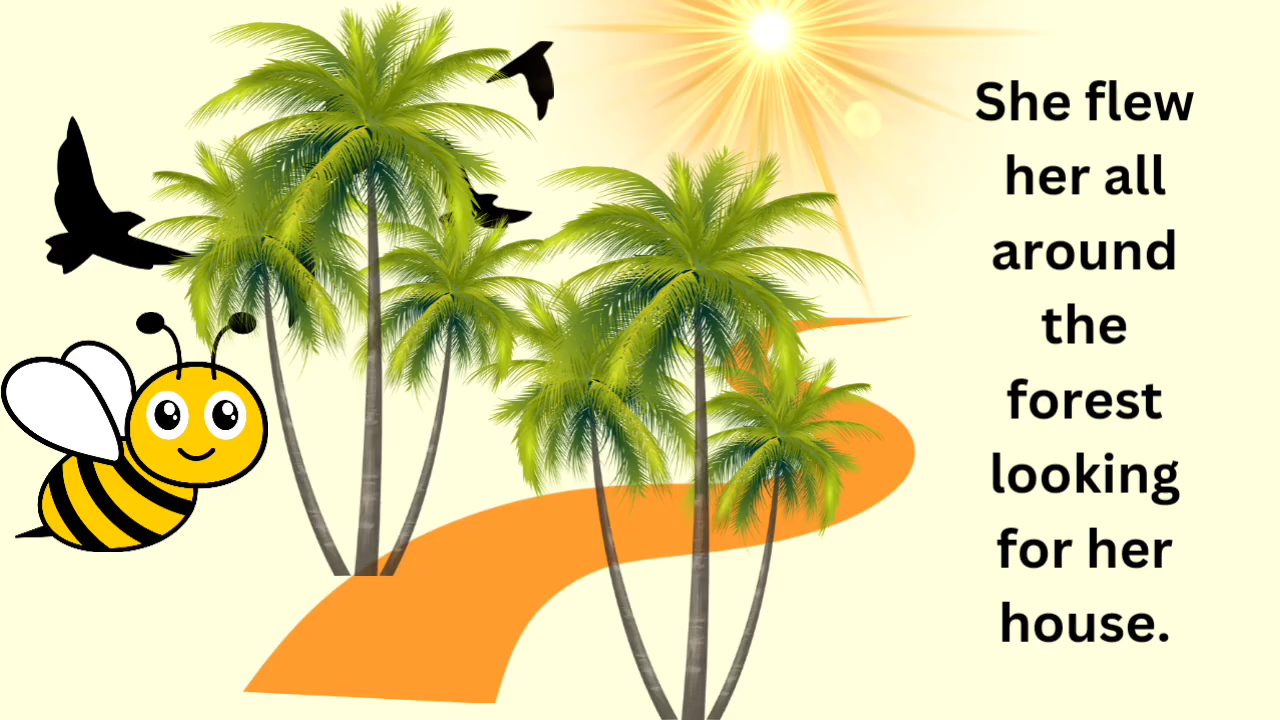 She flew
her all
around
the
forest
looking
for her
house.